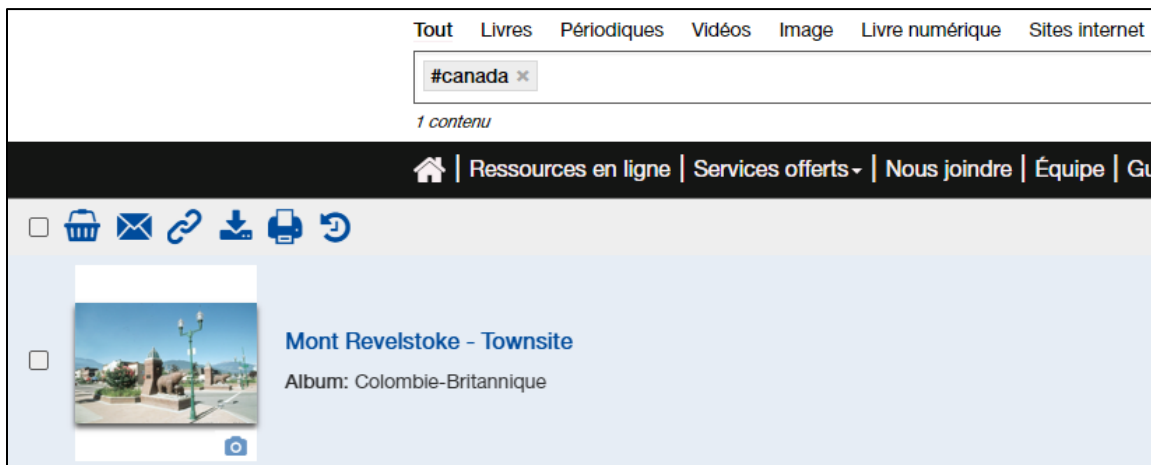 Tout Livres Périodiques Vidéos Image Livre numérique Sites internet
#canada ×
1 contenu
Ressources en ligne | Services offerts | Nous joindre | Équipe | Gu
Mont Revelstoke - Townsite
Album: Colombie-Britannique